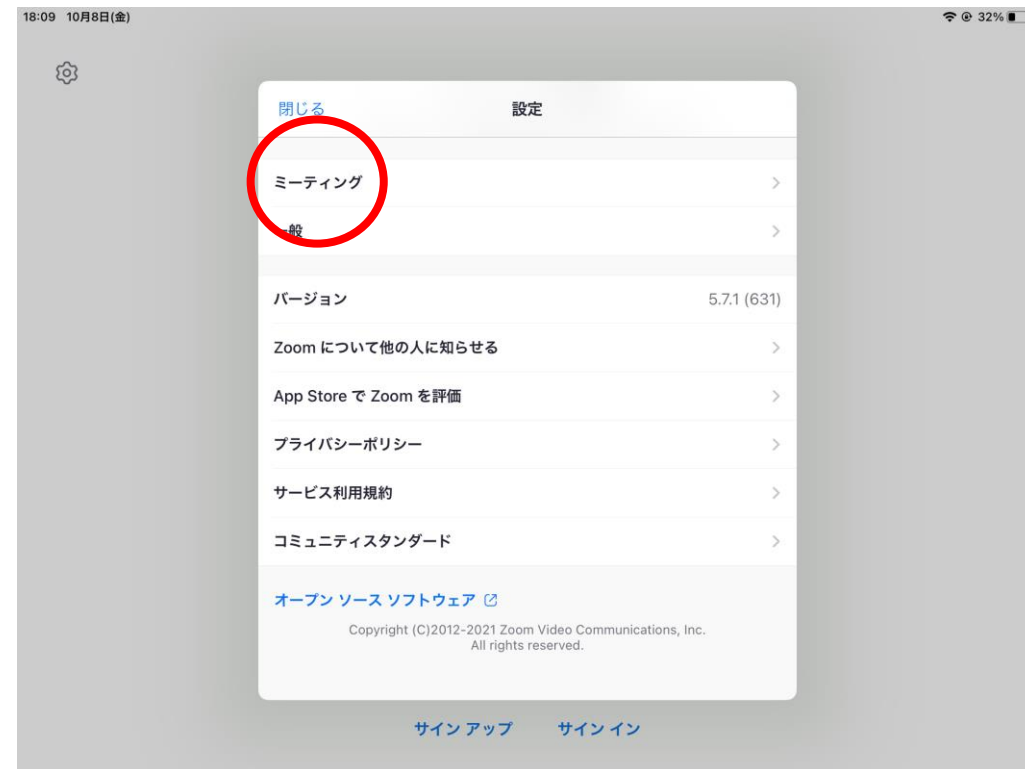 18:09 10月8日(金) 32%
閉じる 設定
ミーティング
一般
バージョン 5.7.1 (631)
Zoom について他の人に知らせる
App Store で Zoom を評価
プライバシーポリシー
サービス利用規約
コミュニティスタンダード
オープン ソース ソフトウェア
Copyright (C)2012-2021 Zoom Video Communications, Inc.
All rights reserved.
サイン アップ サイン イン